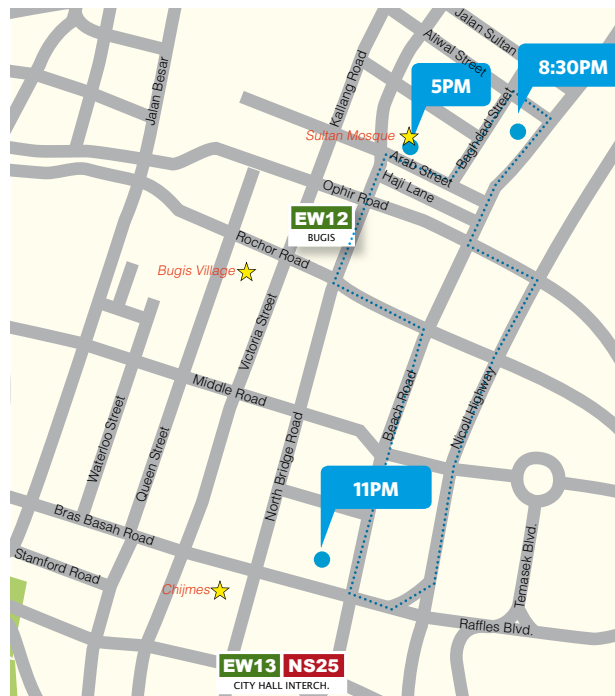 Jalan Sultan
Aliwal Street
8:30PM
5PM
Kallang Road
Jalan Besar
Baghdad Street
Sultan Mosque
Arab Street
Haji Lane
Ophir Road
EW12
BUGIS
Rochor Road
Bugis Village
Victoria Street
Middle Road
Beach Road
Nicoll Highway
Waterloo Street
Queen Street
North Bridge Road
11PM
Bras Basah Road
Stamford Road
Temasek Blvd.
Chijmes
Raffles Blvd.
EW13 NS25
CITY HALL INTERCH.